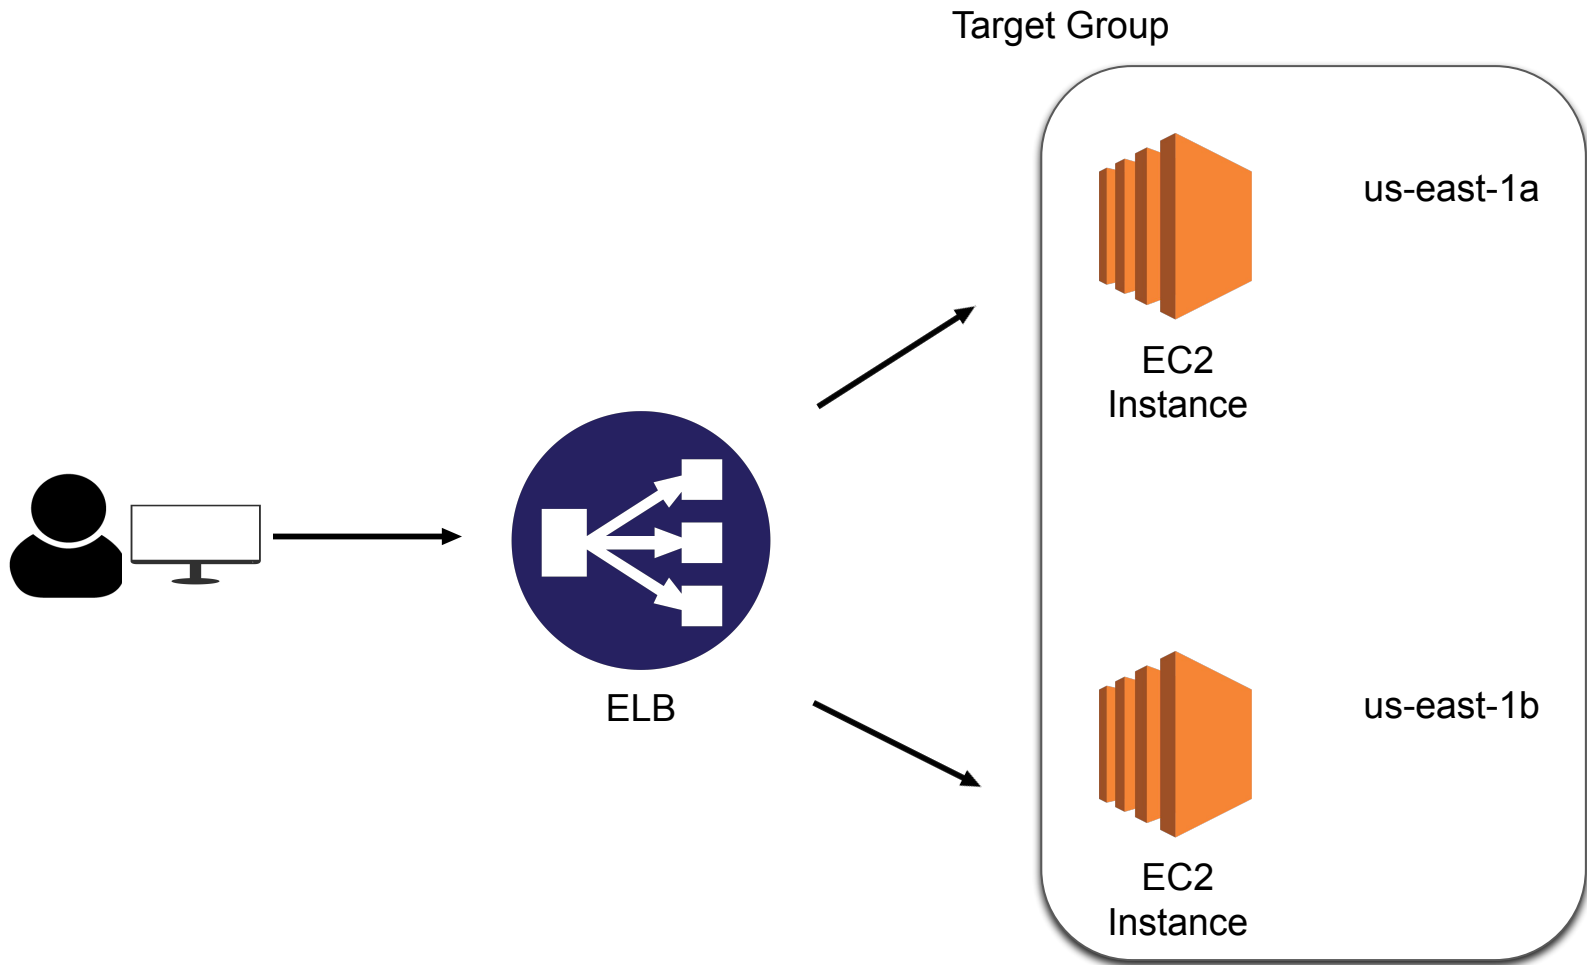 Target Group
us-east-1a
EC2
Instance
ELB
us-east-1b
EC2
Instance